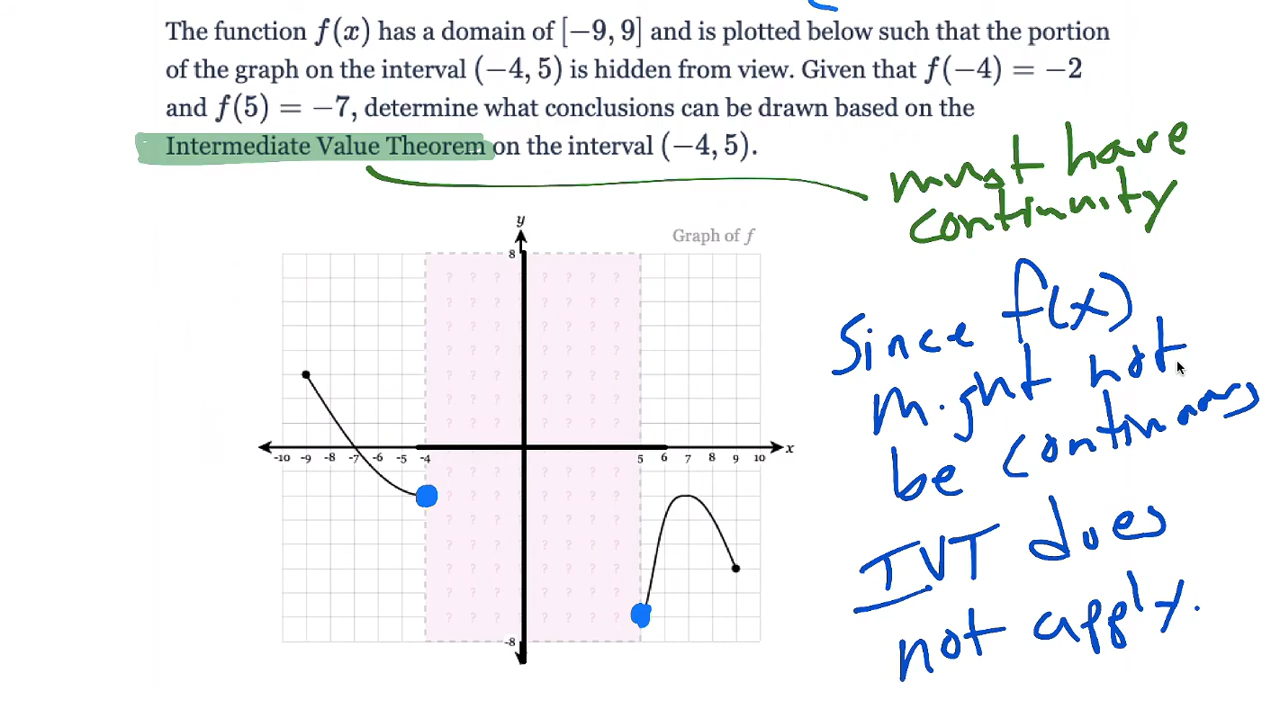 The function f(x) has a domain of [−9, 9] and is plotted below such that the portion
of the graph on the interval (−4, 5) is hidden from view. Given that f(−4) = −2
and f(5) = −7, determine what conclusions can be drawn based on the
Intermediate Value Theorem on the interval (−4, 5).
must have
continuity
y
Graph of f
8
? ? ? ? ? ? ?
? ? ? ? ? ? ?
? ? ? ? ? ? ?
? ? ? ? ? ? ?
? ? ? ? ? ? ?
? ? ? ? ? ? ?
? ? ? ? ? ? ?
-10 -9 -8 -7 -6 -5 -4 5 6 7 8 9 10 x
? ? ? ? ? ? ?
? ? ? ? ? ? ?
? ? ? ? ? ? ?
? ? ? ? ? ? ?
? ? ? ? ? ? ?
? ? ? ? ? ? ?
? ? ? ? ? ? ?
-8
Since f(x)
might not
be continuous
IVT does
not apply.